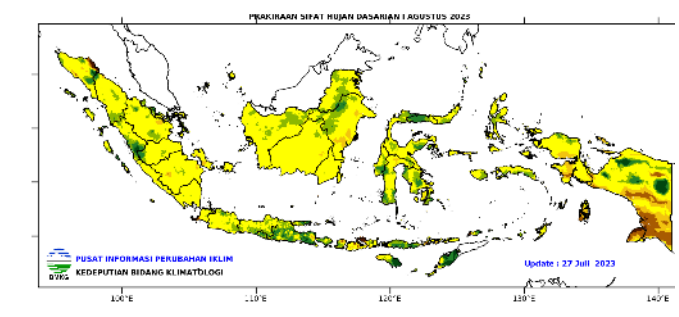 PRAKIRAAN SIFAT HUJAN DASARIAN I AGUSTUS 2023
PUSAT INFORMASI PERUBAHAN IKLIM
KEDEPUTIAN BIDANG KLIMATOLOGI
BMKG
Update : 27 Juli 2023
100°E 110°E 120°E 130°E 140°E